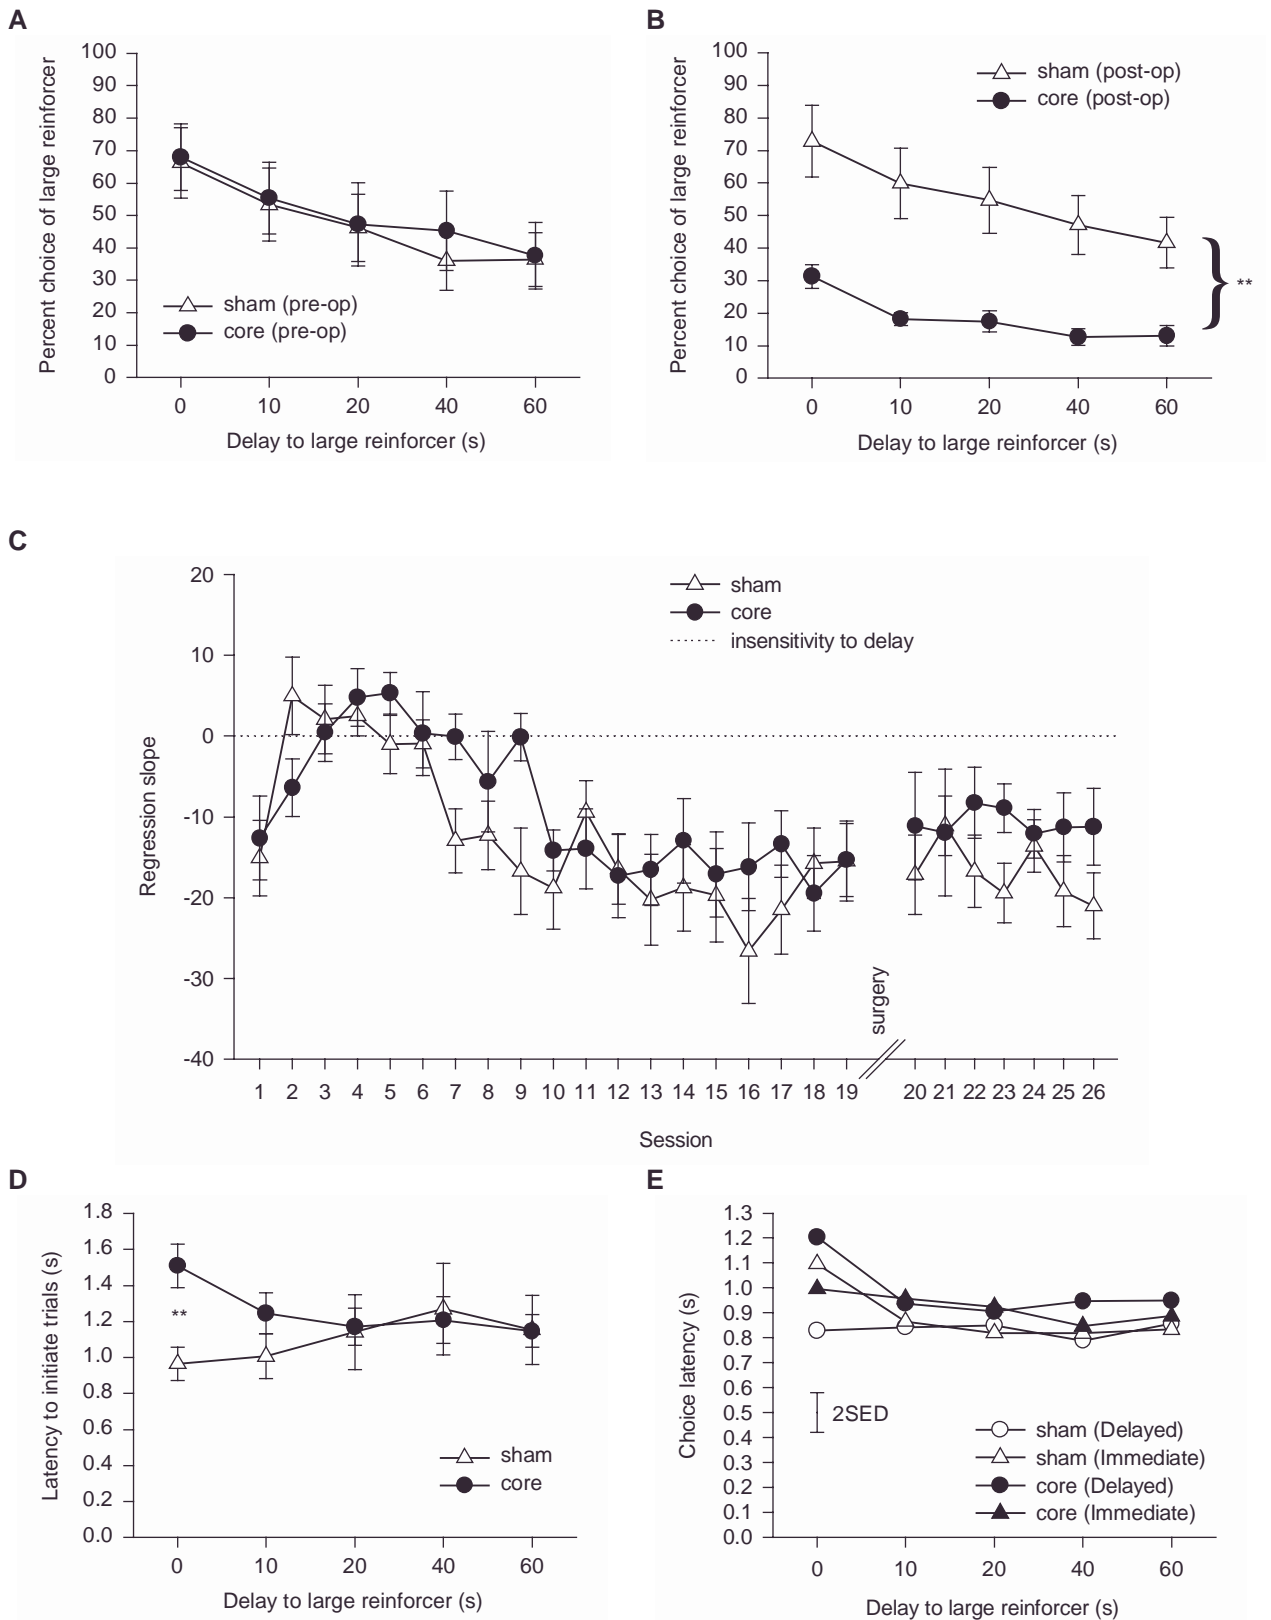 A
Percent choice of large reinforcer
100
90
80
70
60
50
40
30
20
10
0
sham (pre-op)
core (pre-op)
0 10 20 40 60
Delay to large reinforcer (s)
B
Percent choice of large reinforcer
100
90
80
70
60
50
40
30
20
10
0
sham (post-op)
core (post-op)
**
0 10 20 40 60
Delay to large reinforcer (s)
C
Regression slope
20
10
0
-10
-20
-30
-40
sham
core
insensitivity to delay
surgery
1 2 3 4 5 6 7 8 9 10 11 12 13 14 15 16 17 18 19 20 21 22 23 24 25 26
Session
D
Latency to initiate trials (s)
1.8
1.6
1.4
1.2
1.0
0.8
0.6
0.4
0.2
0.0
**
sham
core
0 10 20 40 60
Delay to large reinforcer (s)
E
Choice latency (s)
1.3
1.2
1.1
1.0
0.9
0.8
0.7
0.6
0.5
0.4
0.3
0.2
0.1
0.0
2SED
sham (Delayed)
sham (Immediate)
core (Delayed)
core (Immediate)
0 10 20 40 60
Delay to large reinforcer (s)